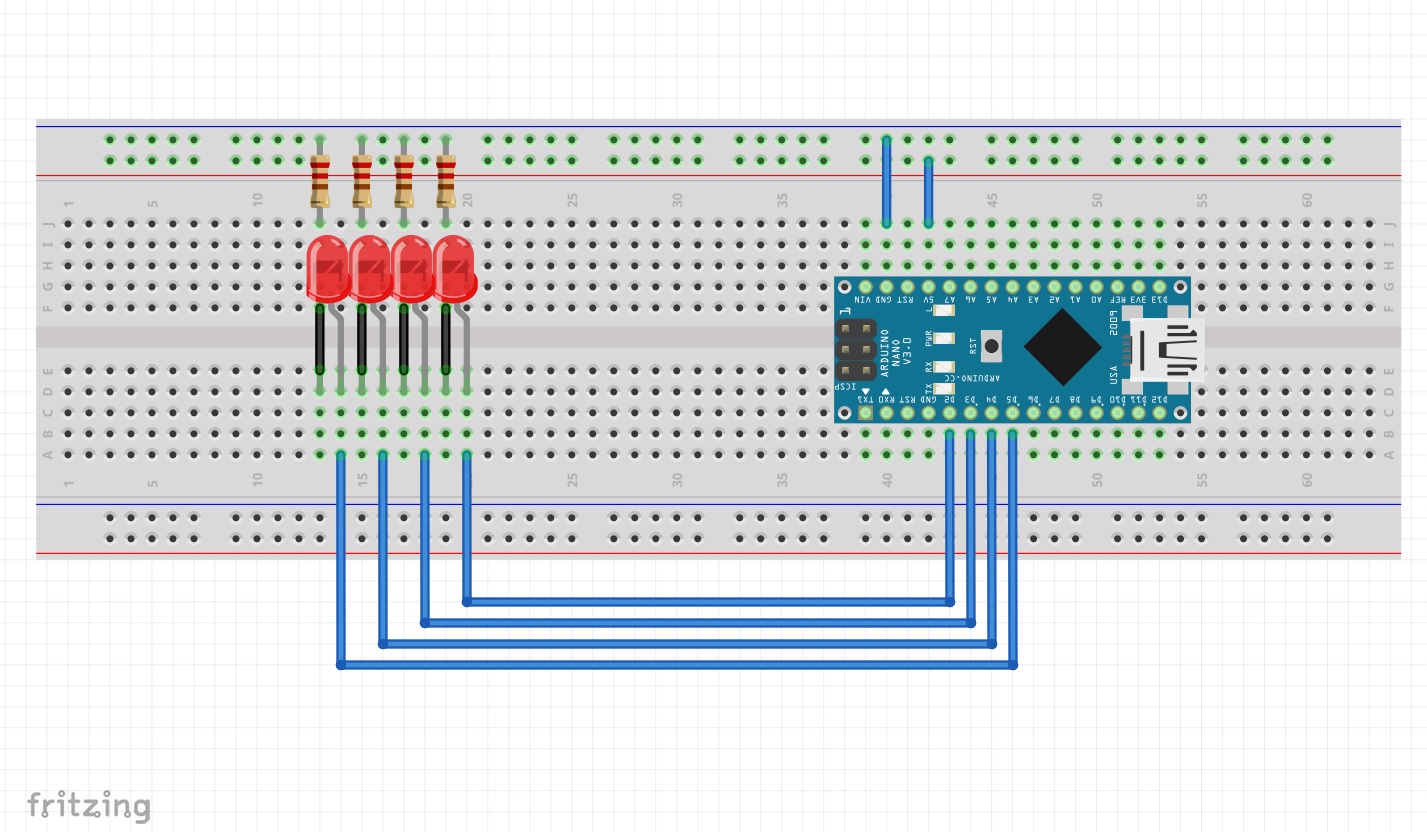 1 5 10 15 20 25 30 35 40 45 50 55 60
J J
I I
H H
G G
F F
VIN GND RST 5V A7 A6 A5 A4 A3 A2 A1 A0 REF 3V3 D13
1
L
PWR
RX
TX
RST
ARDUINO
NANO
V3.0
ARDUINO.CC
ICSP
USA
TX1 RX0 RST GND D2 D3 D4 D5 D6 D7 D8 D9 D10 D11 D12
E E
D D
C C
B B
A A
1 5 10 15 20 25 30 35 40 45 50 55 60
fritzing